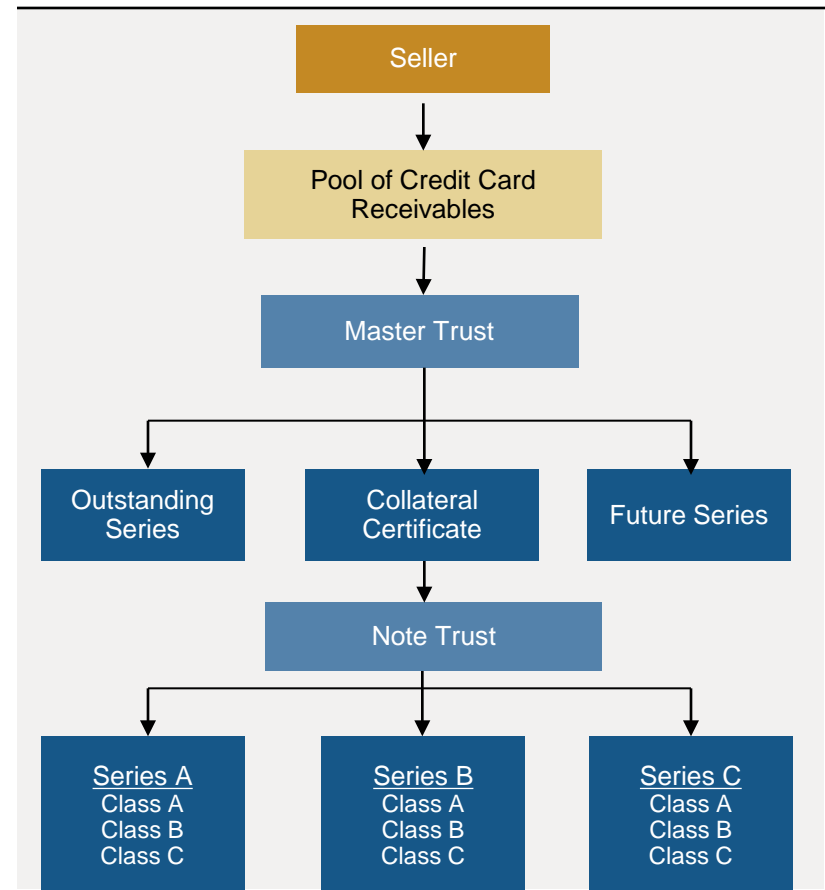 Seller
Pool of Credit Card
Receivables
Master Trust
Outstanding
Series
Collateral
Certificate
Future Series
Note Trust
Series A
Class A
Class B
Class C
Series B
Class A
Class B
Class C
Series C
Class A
Class B
Class C